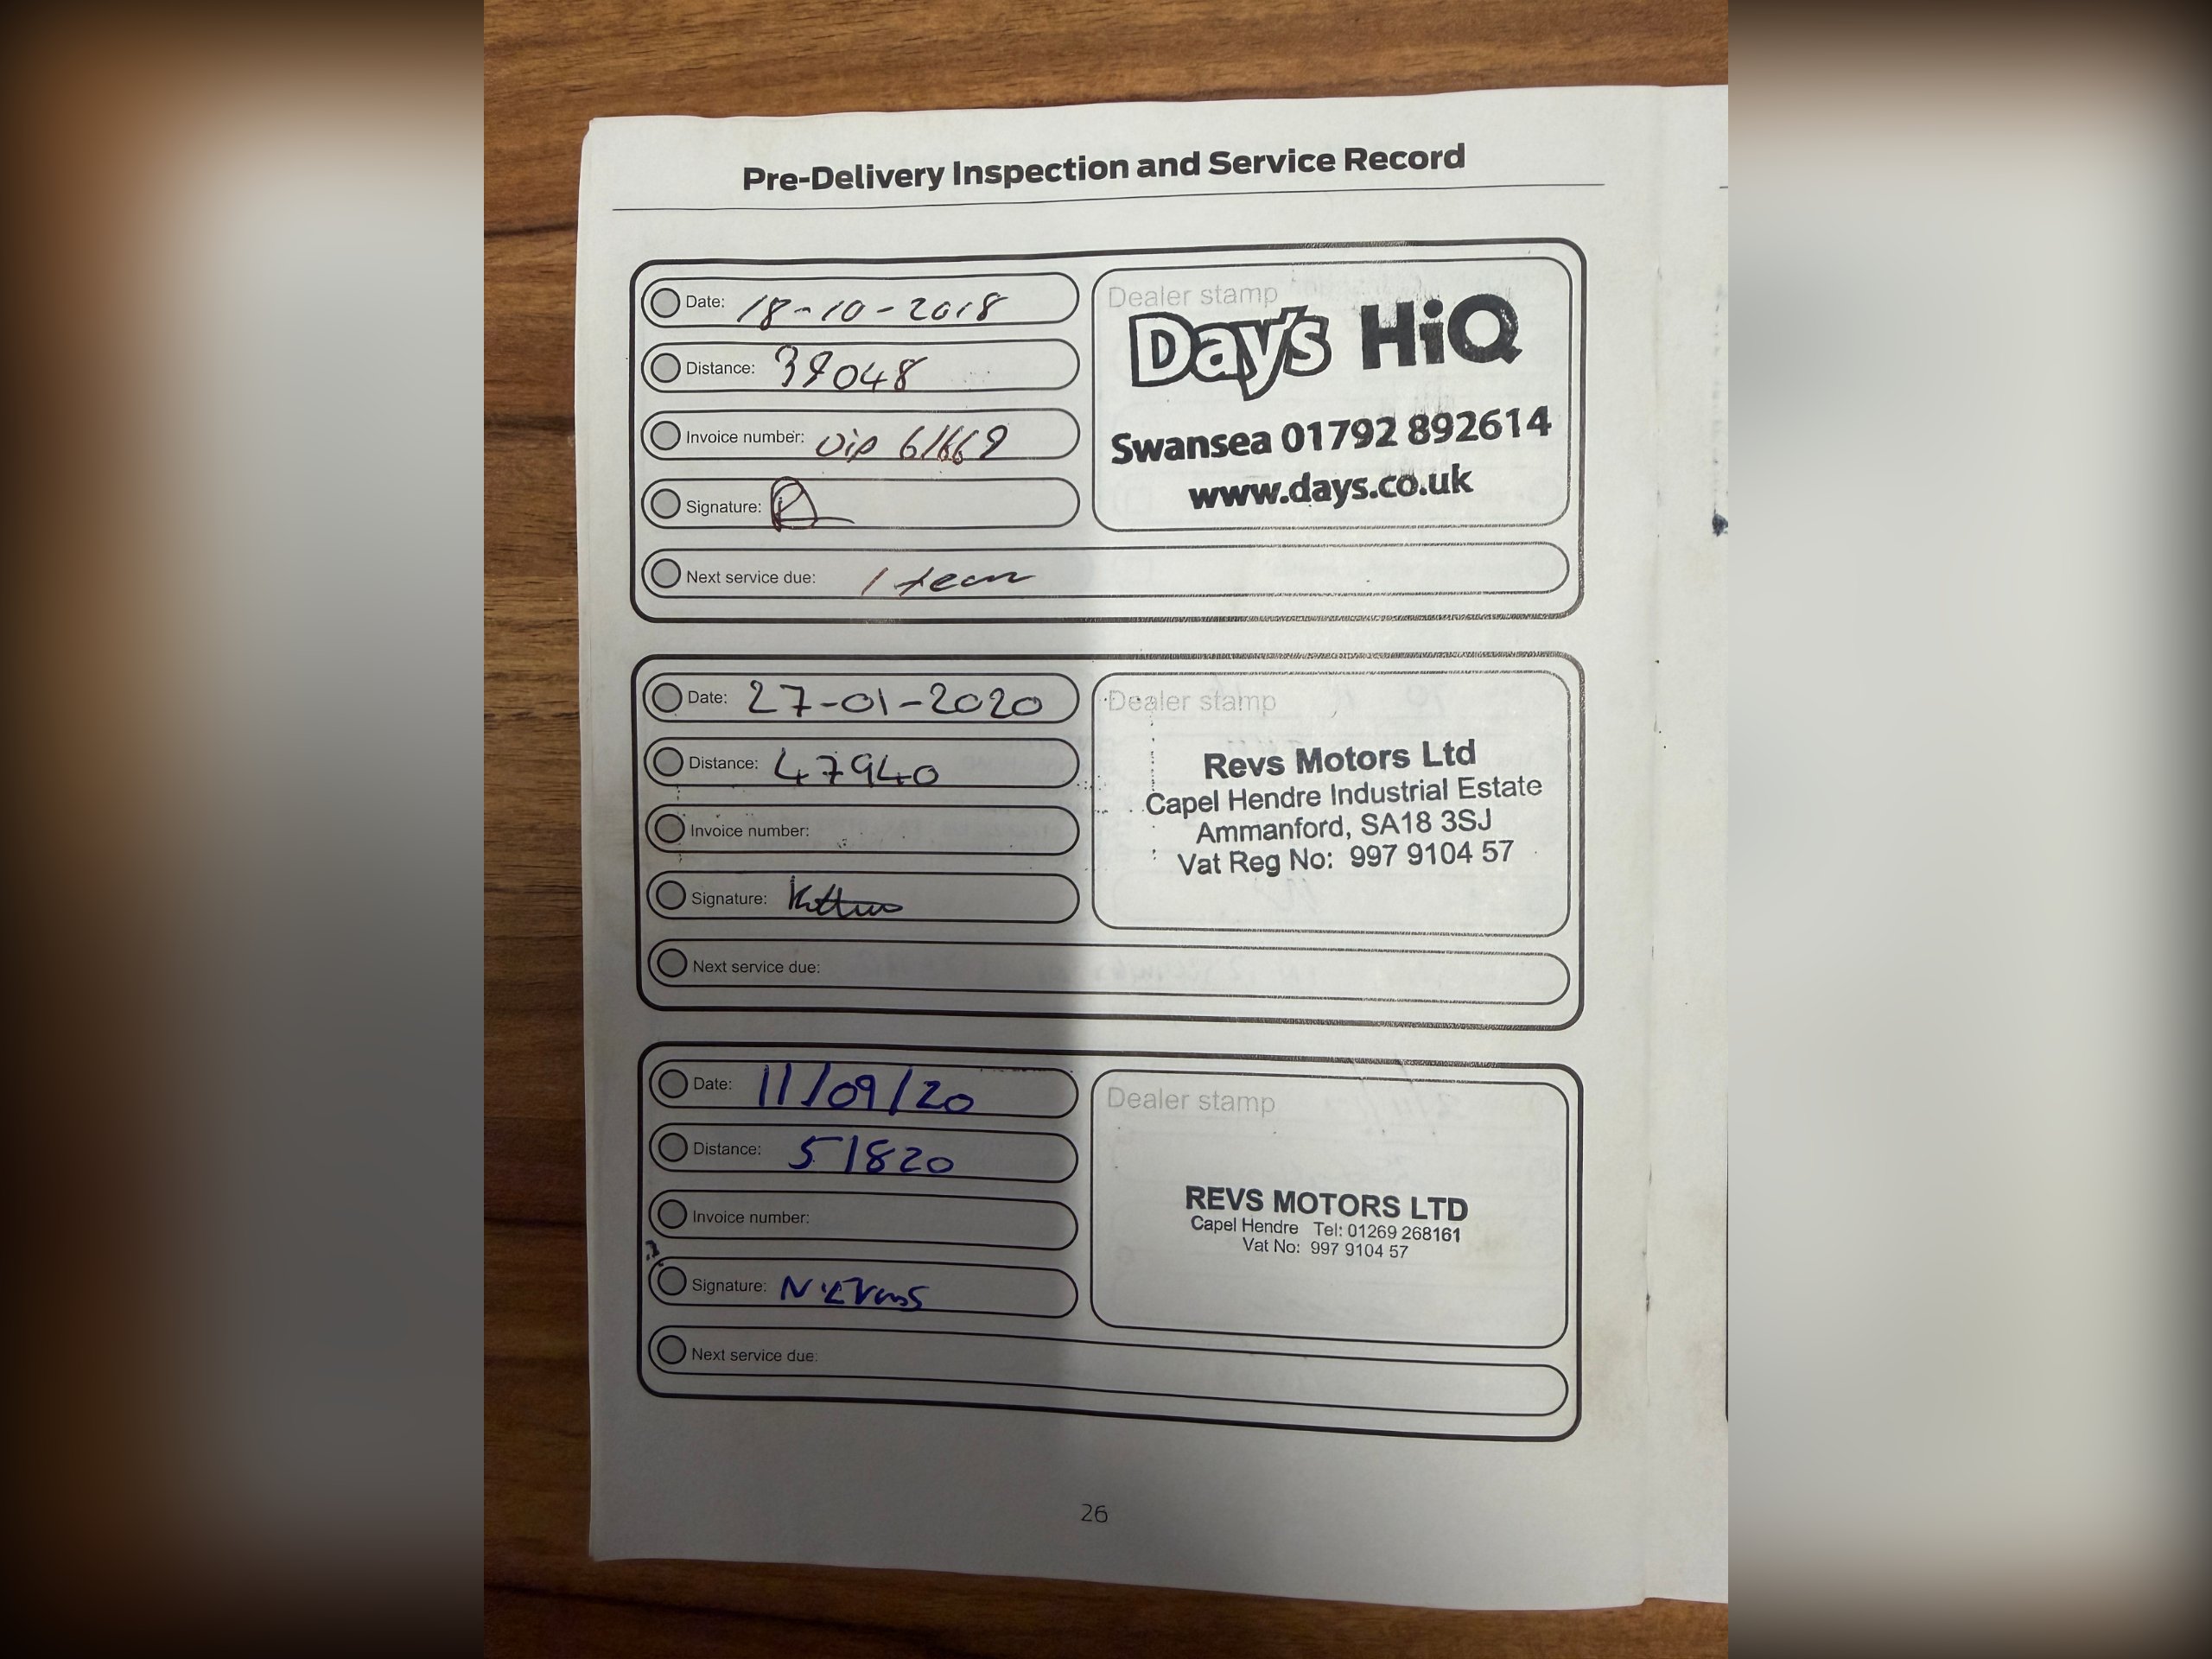 Pre-Delivery Inspection and Service Record
Date: 18-10-2018
Distance: 39048
Invoice number: vip 61669
Signature:
Next service due: 1 year
Dealer stamp
Day's HiQ
Swansea 01792 892614
www.days.co.uk
Date: 27-01-2020
Distance: 47940
Invoice number:
Signature:
Next service due:
Dealer stamp
Revs Motors Ltd
Capel Hendre Industrial Estate
Ammanford, SA18 3SJ
Vat Reg No: 997 9104 57
Date: 11/09/20
Distance: 51820
Invoice number:
Signature:
Next service due:
Dealer stamp
REVS MOTORS LTD
Capel Hendre Tel: 01269 268161
Vat No: 997 9104 57
26